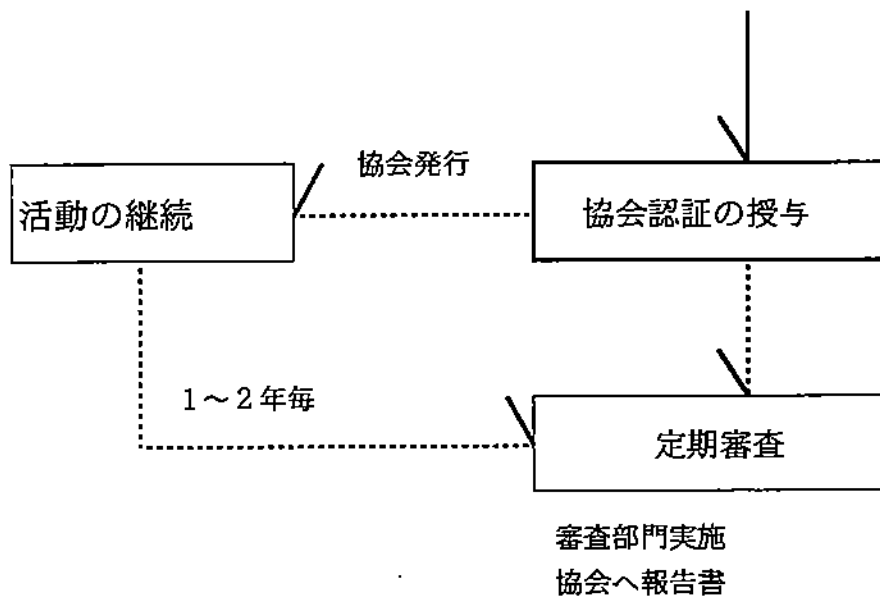 協会発行
活動の継続
協会認証の授与
1～2年毎
定期審査
審査部門実施
協会へ報告書